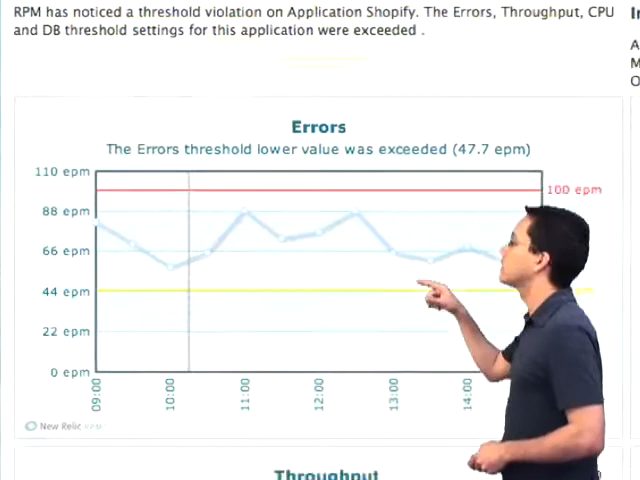 RPM has noticed a threshold violation on Application Shopify. The Errors, Throughput, CPU
and DB threshold settings for this application were exceeded .
Errors
The Errors threshold lower value was exceeded (47.7 epm)
110 epm
100 epm
88 epm
66 epm
44 epm
22 epm
0 epm
09:00
10:00
11:00
12:00
13:00
14:00
New Relic RPM
Throughput